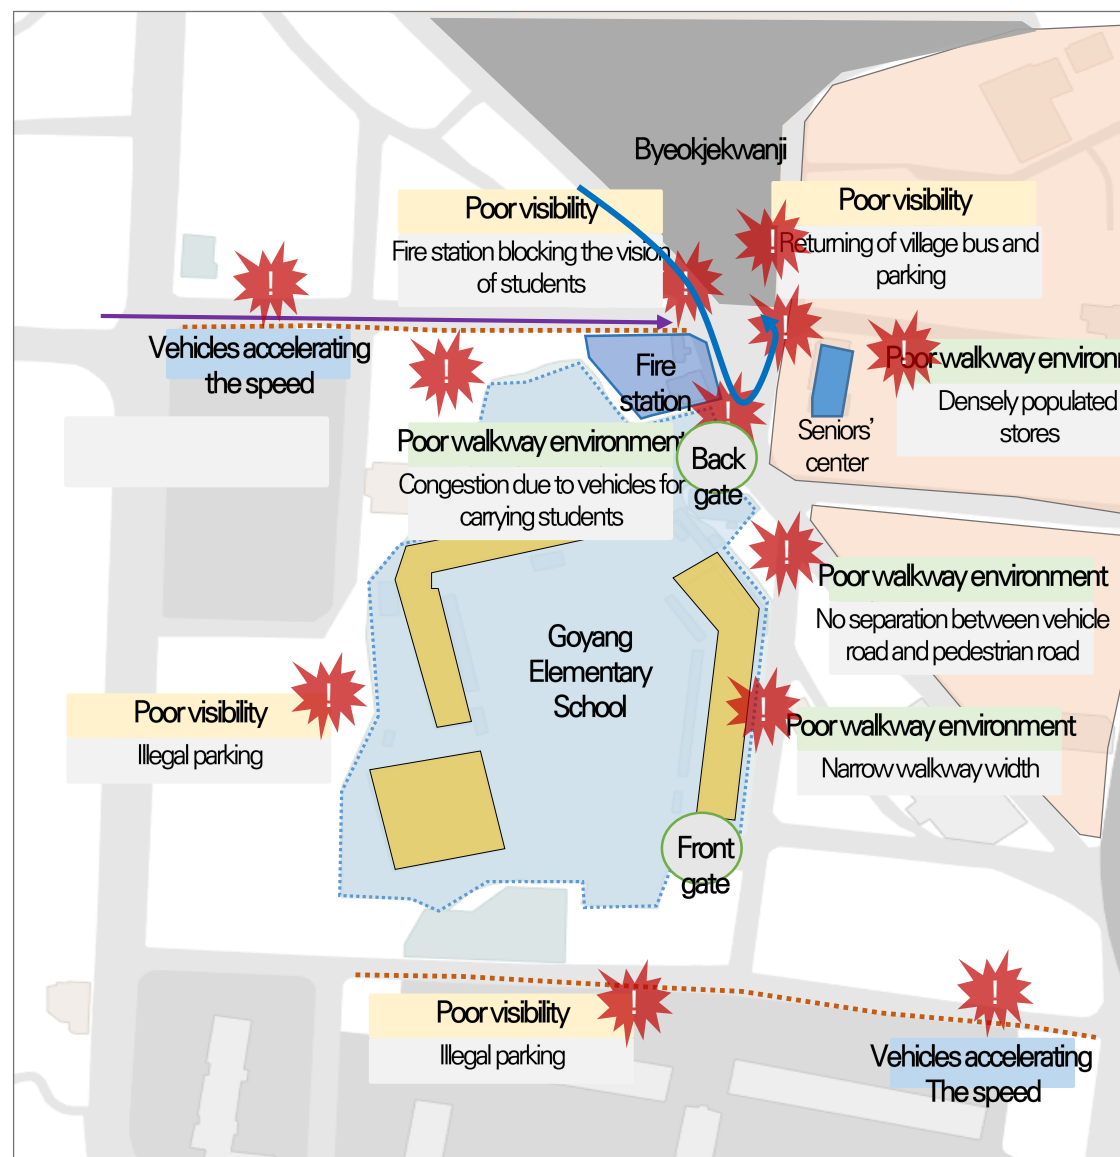 Byeokjekwanji
Poor visibility
Fire station blocking the vision
of students
Poor visibility
Returning of village bus and
parking
!
!
!
!
Vehicles accelerating
the speed
!
!
Fire
station
Poor walkway environm
Densely populated
stores
Seniors'
center
!
Poor walkway environment
Congestion due to vehicles for
carrying students
Back
gate
!
Poor walkway environment
No separation between vehicle
road and pedestrian road
Goyang
Elementary
School
!
Poor visibility
Illegal parking
!
Poor walkway environment
Narrow walkway width
Front
gate
!
Poor visibility
Illegal parking
!
Vehicles accelerating
The speed